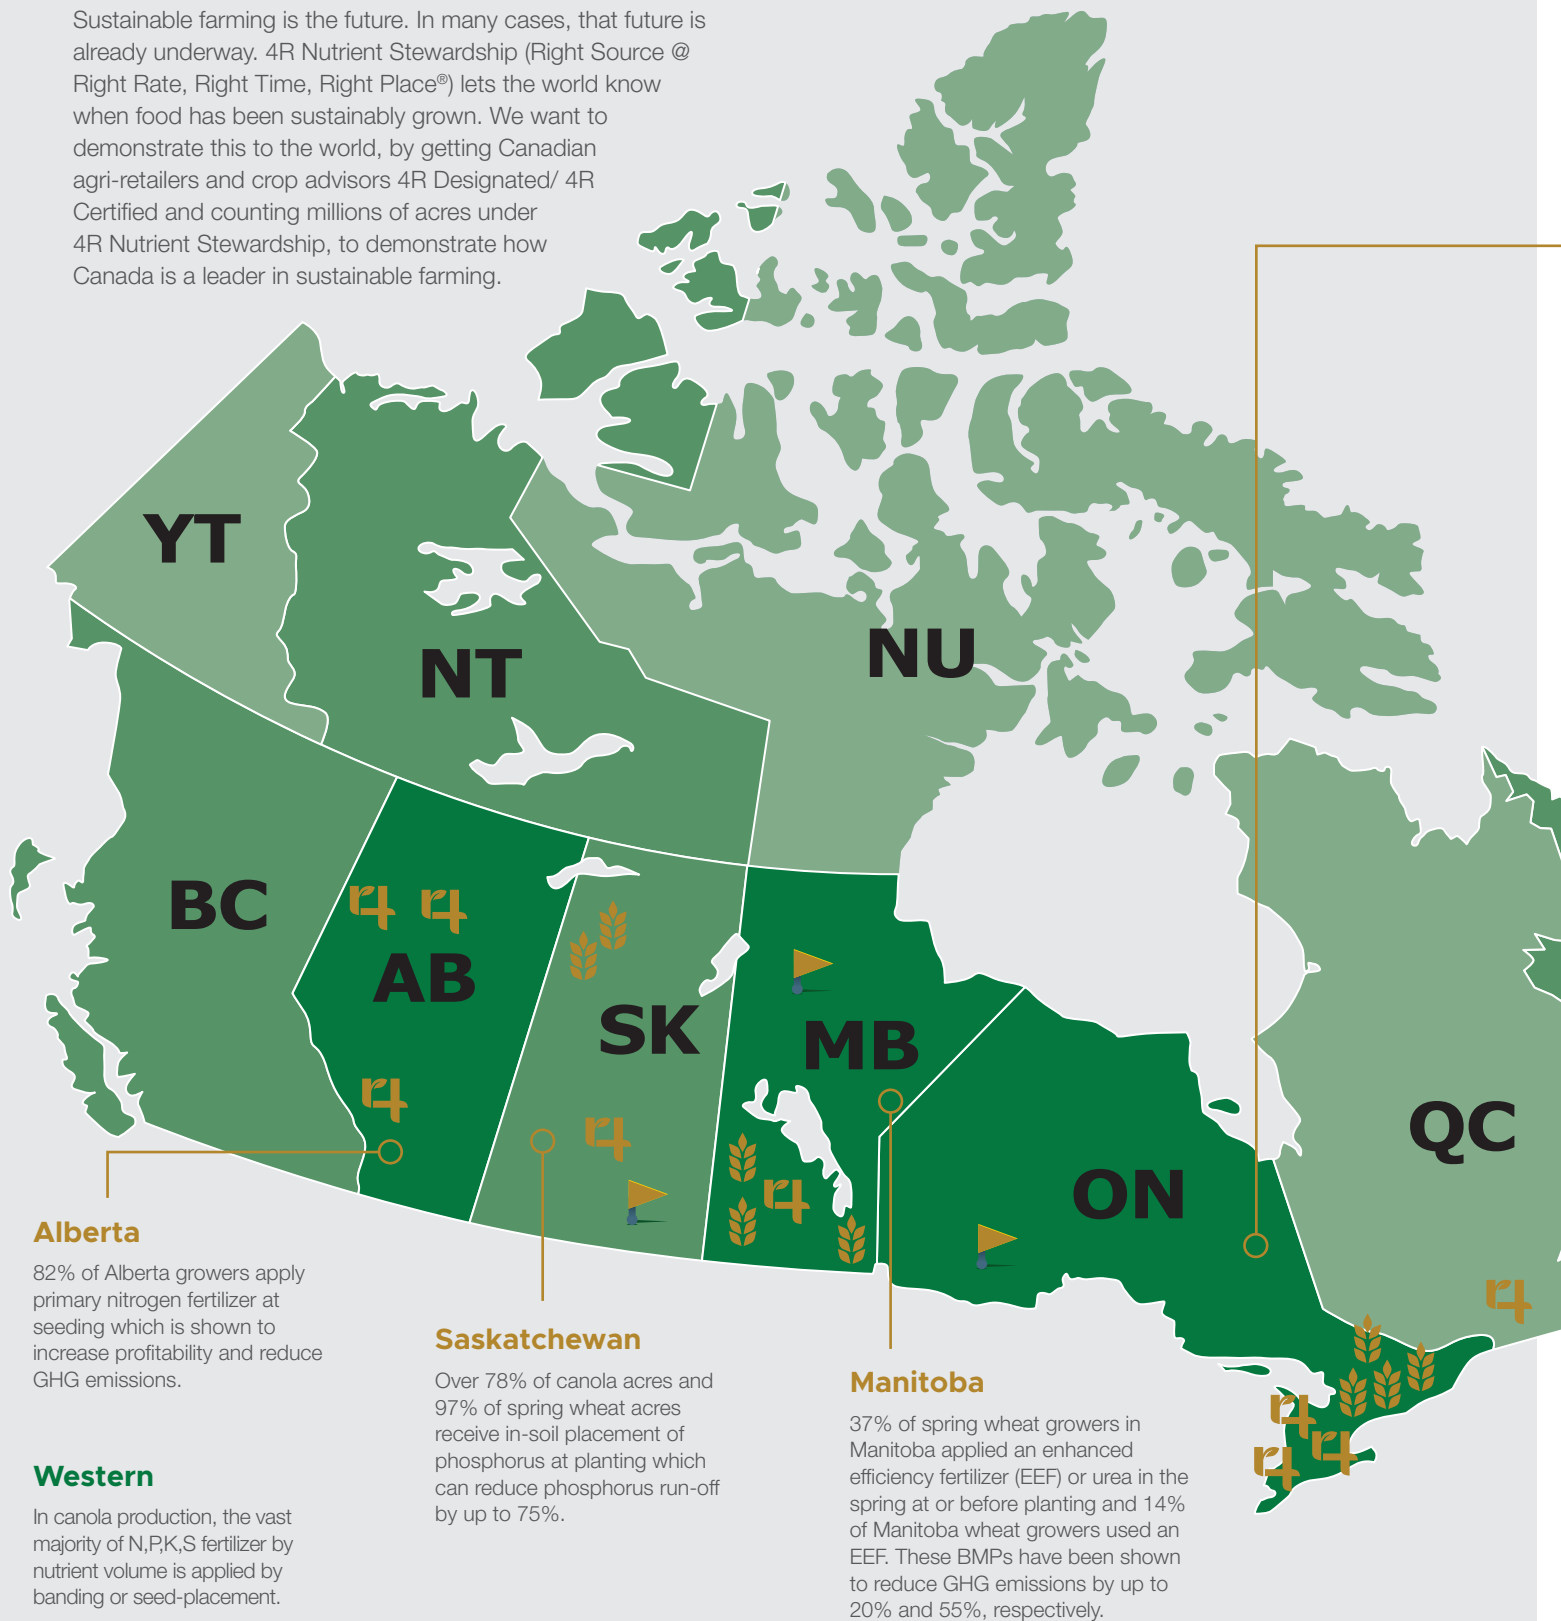 Sustainable farming is the future. In many cases, that future is
already underway. 4R Nutrient Stewardship (Right Source @
Right Rate, Right Time, Right Place®) lets the world know
when food has been sustainably grown. We want to
demonstrate this to the world, by getting Canadian
agri-retailers and crop advisors 4R Designated/ 4R
Certified and counting millions of acres under
4R Nutrient Stewardship, to demonstrate how
Canada is a leader in sustainable farming.
YT
NT
NU
BC
AB
SK
MB
ON
QC
Alberta
82% of Alberta growers apply
primary nitrogen fertilizer at
seeding which is shown to
increase profitability and reduce
GHG emissions.
Western
In canola production, the vast
majority of N,P,K,S fertilizer by
nutrient volume is applied by
banding or seed-placement.
Saskatchewan
Over 78% of canola acres and
97% of spring wheat acres
receive in-soil placement of
phosphorus at planting which
can reduce phosphorus run-off
by up to 75%.
Manitoba
37% of spring wheat growers in
Manitoba applied an enhanced
efficiency fertilizer (EEF) or urea in the
spring at or before planting and 14%
of Manitoba wheat growers used an
EEF. These BMPs have been shown
to reduce GHG emissions by up to
20% and 55%, respectively.